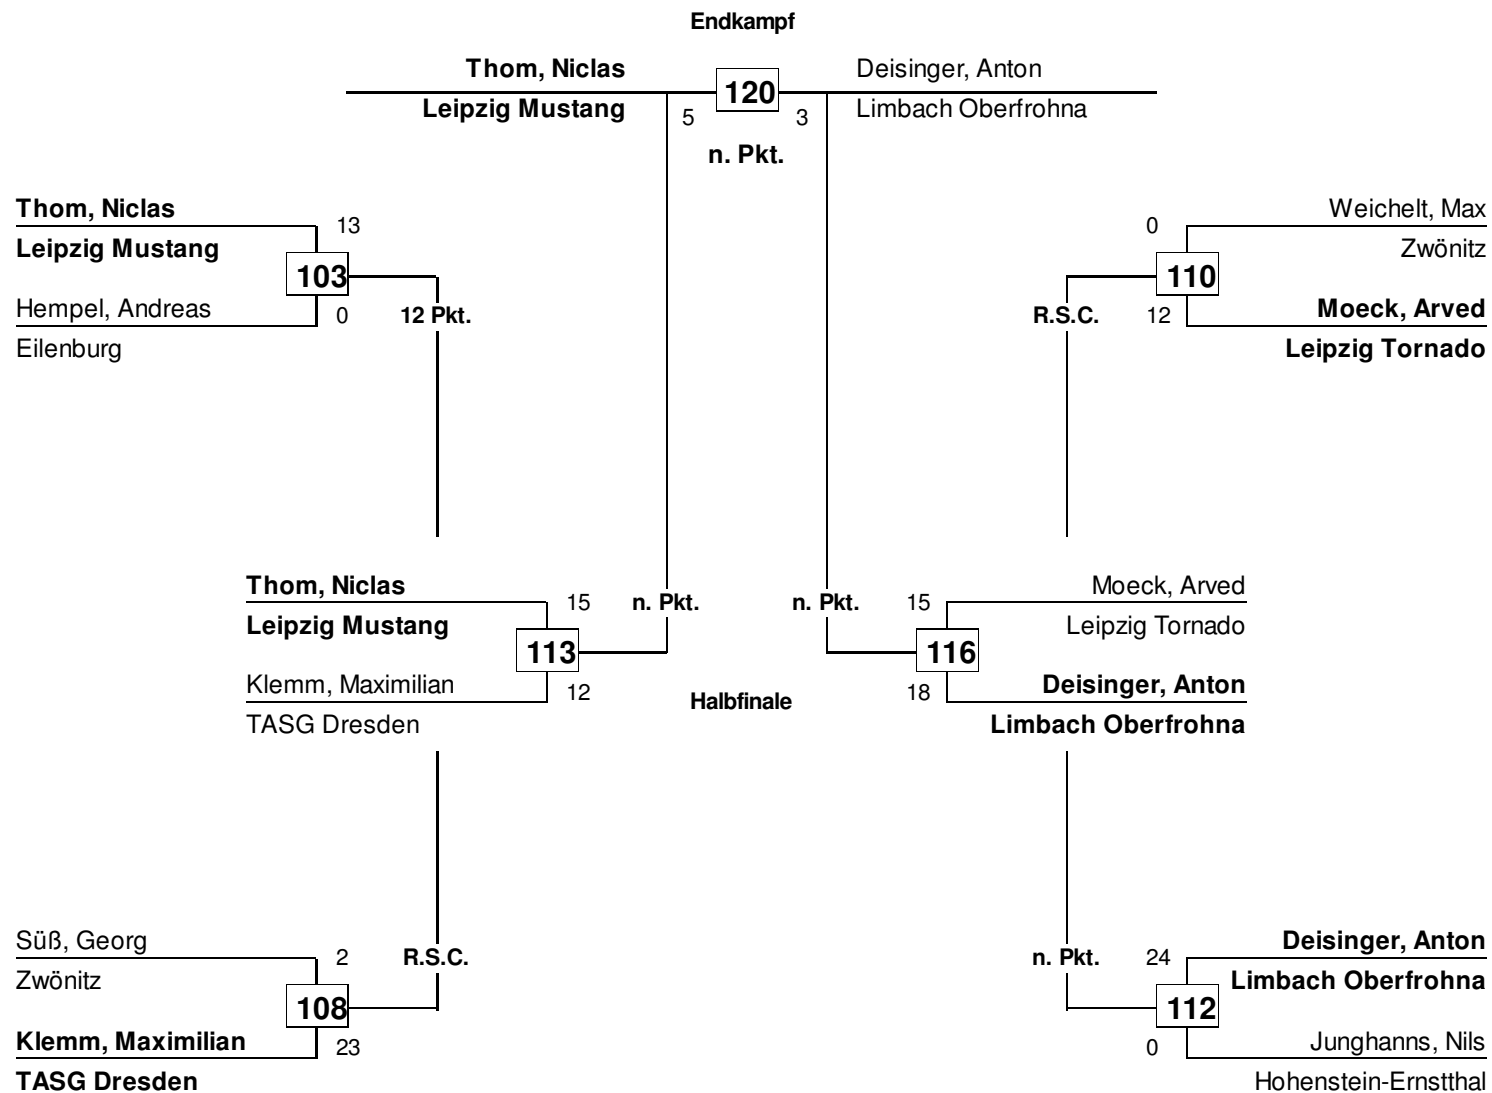 Endkampf
Thom, Niclas
Leipzig Mustang
5
120
3
n. Pkt.
Deisinger, Anton
Limbach Oberfrohna
Thom, Niclas
Leipzig Mustang
13
103
Hempel, Andreas
Eilenburg
0
12 Pkt.
Weichelt, Max
Zwönitz
0
110
R.S.C.
12
Moeck, Arved
Leipzig Tornado
Thom, Niclas
Leipzig Mustang
15
n. Pkt.
113
Klemm, Maximilian
TASG Dresden
12
Halbfinale
n. Pkt.
15
Moeck, Arved
Leipzig Tornado
116
18
Deisinger, Anton
Limbach Oberfrohna
Süß, Georg
Zwönitz
2
R.S.C.
108
Klemm, Maximilian
TASG Dresden
23
n. Pkt.
24
Deisinger, Anton
Limbach Oberfrohna
112
0
Junghanns, Nils
Hohenstein-Ernstthal